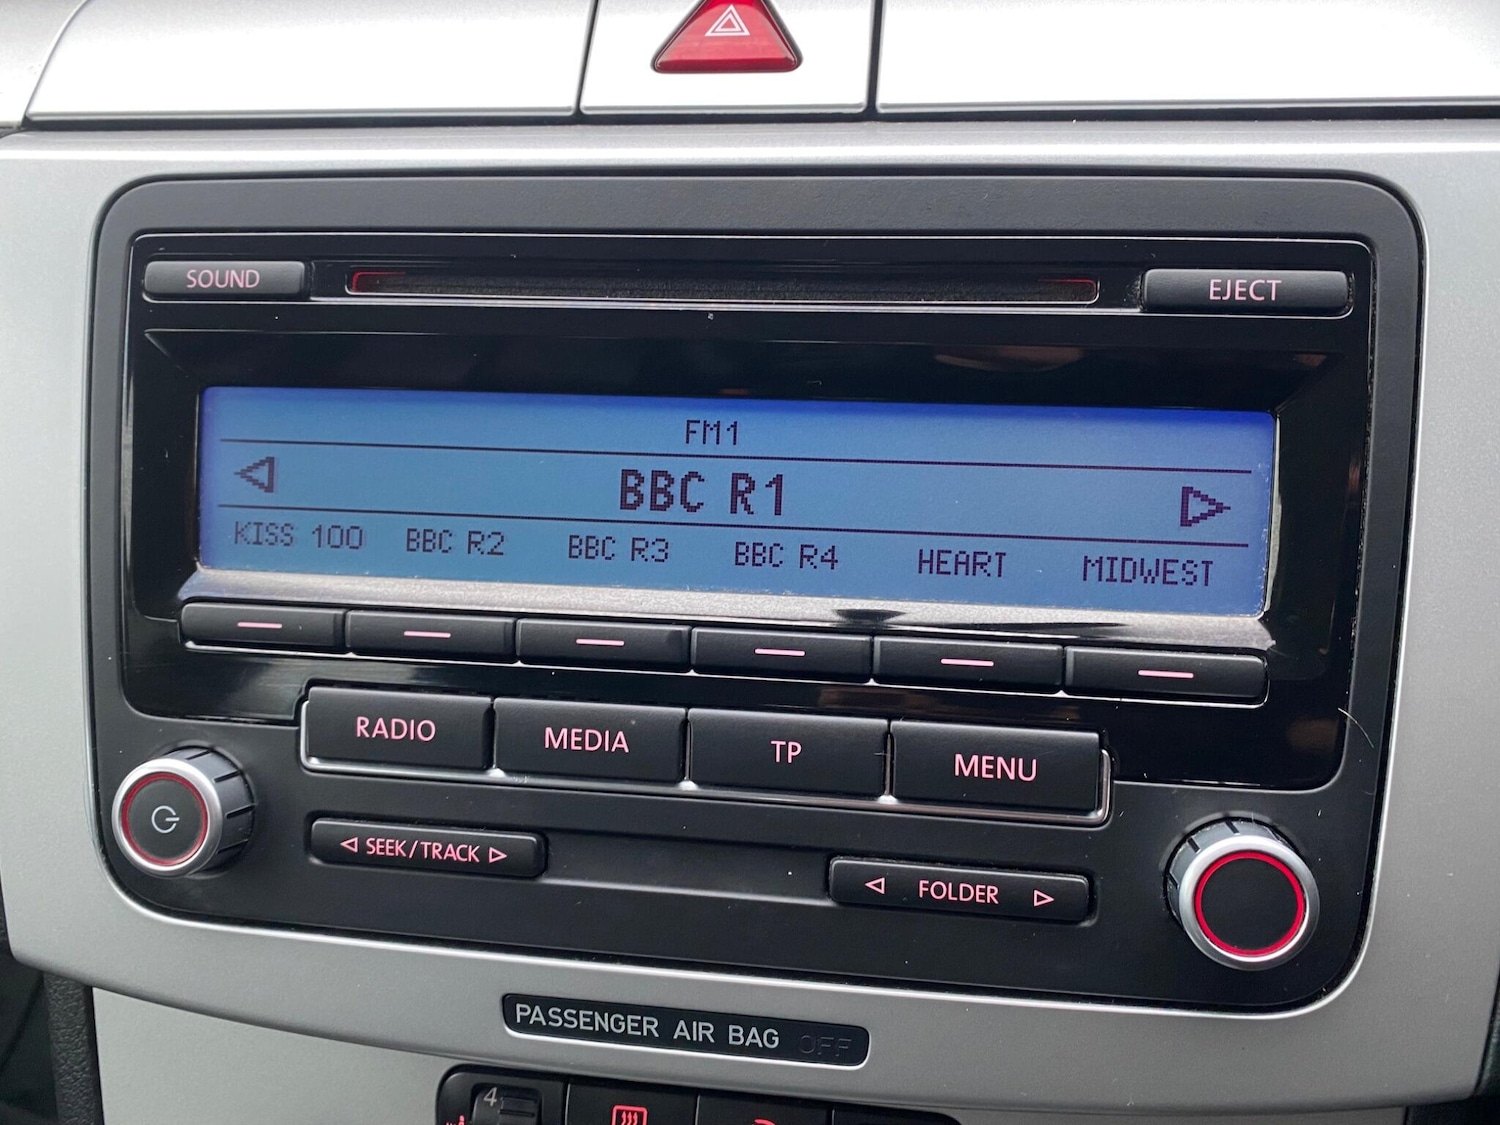 SOUND
EJECT
FM1
BBC R1
KISS 100 BBC R2 BBC R3 BBC R4 HEART MIDWEST
RADIO MEDIA TP MENU
SEEK/TRACK
FOLDER
PASSENGER AIR BAG OFF
4